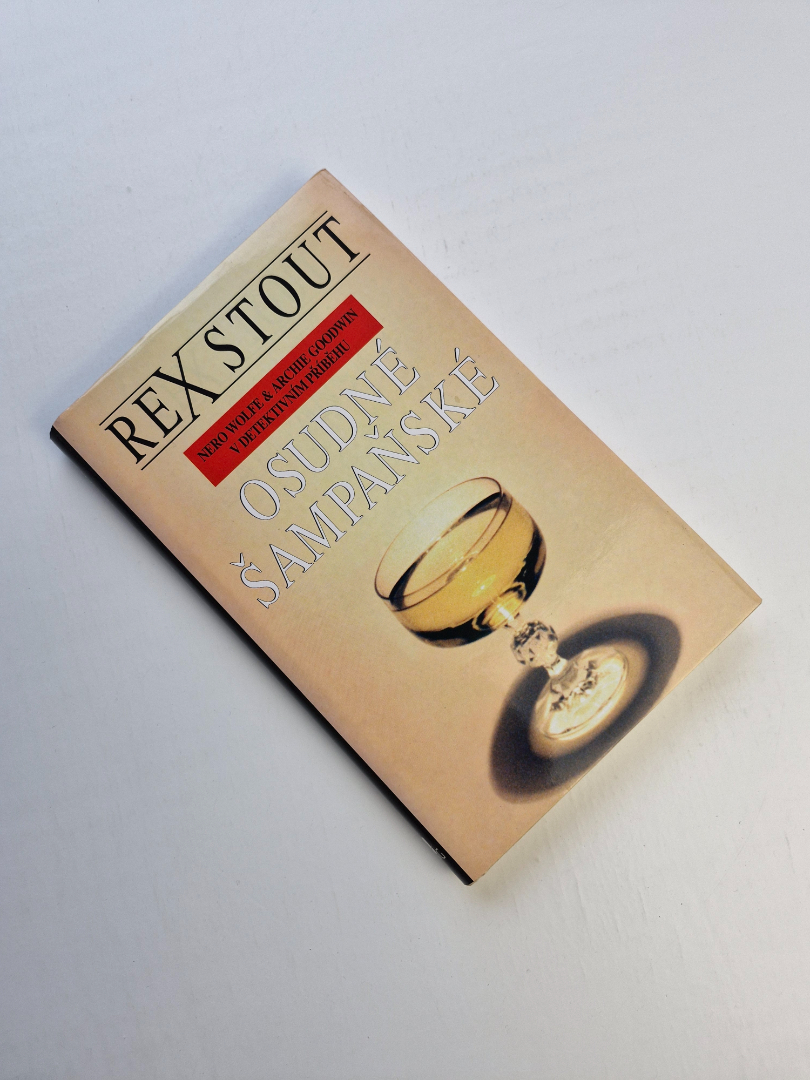 REX STOUT
NERO WOLFE & ARCHIE GOODWIN
V DETEKTIVNÍM PŘÍBĚHU
OSUDNÉ
ŠAMPAŇSKÉ